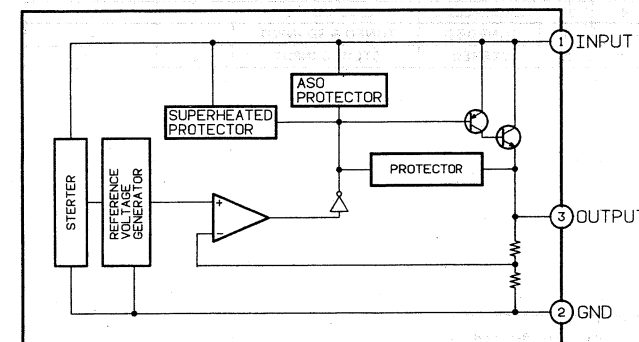 1 INPUT
ASO
PROTECTOR
SUPERHEATED
PROTECTOR
PROTECTOR
STERTER
REFERENCE
VOLTAGE
GENERATOR
+
−
3 OUTPUT
2 GND